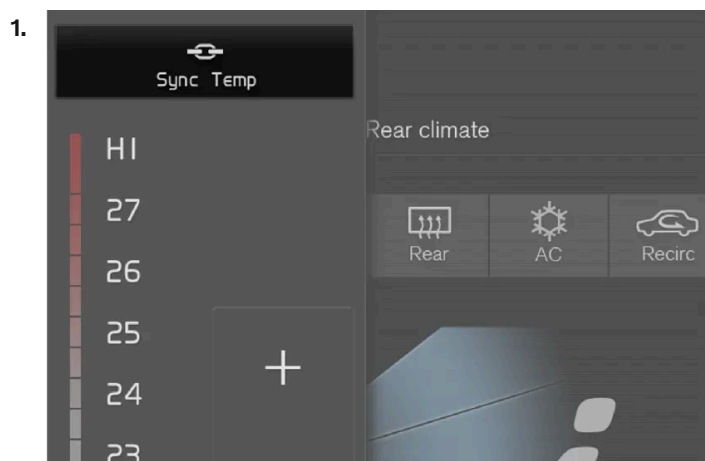 1.
Sync Temp
Rear climate
HI
27
Rear
AC
Recirc
26
25
24
23